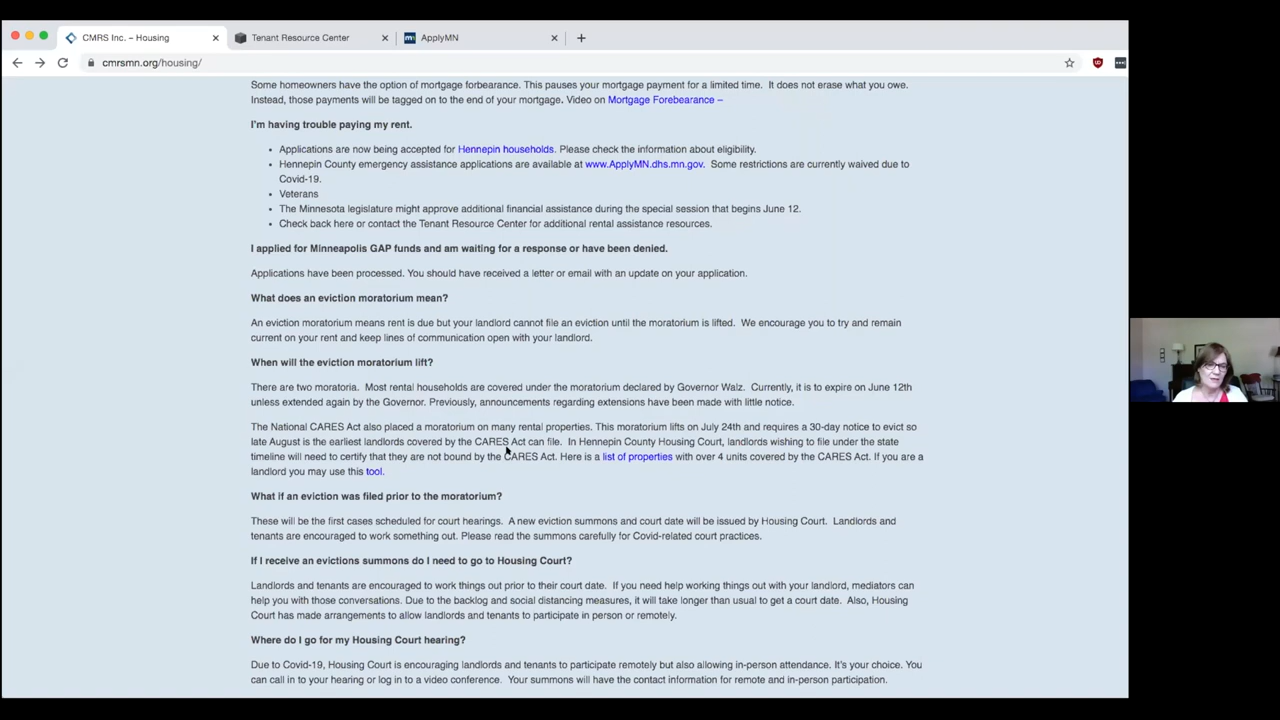 CMRS Inc. – Housing
Tenant Resource Center
ApplyMN
cmrsmn.org/housing/
Some homeowners have the option of mortgage forbearance. This pauses your mortgage payment for a limited time.  It does not erase what you owe.
Instead, those payments will be tagged on to the end of your mortgage. Video on Mortgage Forebearance –
I'm having trouble paying my rent.
Applications are now being accepted for Hennepin households. Please check the information about eligibility.
Hennepin County emergency assistance applications are available at www.ApplyMN.dhs.mn.gov.  Some restrictions are currently waived due to
Covid-19.
Veterans
The Minnesota legislature might approve additional financial assistance during the special session that begins June 12.
Check back here or contact the Tenant Resource Center for additional rental assistance resources.
I applied for Minneapolis GAP funds and am waiting for a response or have been denied.
Applications have been processed. You should have received a letter or email with an update on your application.
What does an eviction moratorium mean?
An eviction moratorium means rent is due but your landlord cannot file an eviction until the moratorium is lifted.  We encourage you to try and remain
current on your rent and keep lines of communication open with your landlord.
When will the eviction moratorium lift?
There are two moratoria.  Most rental households are covered under the moratorium declared by Governor Walz.  Currently, it is to expire on June 12th
unless extended again by the Governor. Previously, announcements regarding extensions have been made with little notice.
The National CARES Act also placed a moratorium on many rental properties. This moratorium lifts on July 24th and requires a 30-day notice to evict so
late August is the earliest landlords covered by the CARES Act can file.  In Hennepin County Housing Court, landlords wishing to file under the state
timeline will need to certify that they are not bound by the CARES Act. Here is a list of properties with over 4 units covered by the CARES Act. If you are a
landlord you may use this tool.
What if an eviction was filed prior to the moratorium?
These will be the first cases scheduled for court hearings.  A new eviction summons and court date will be issued by Housing Court.  Landlords and
tenants are encouraged to work something out. Please read the summons carefully for Covid-related court practices.
If I receive an evictions summons do I need to go to Housing Court?
Landlords and tenants are encouraged to work things out prior to their court date.  If you need help working things out with your landlord, mediators can
help you with those conversations. Due to the backlog and social distancing measures, it will take longer than usual to get a court date.  Also, Housing
Court has made arrangements to allow landlords and tenants to participate in person or remotely.
Where do I go for my Housing Court hearing?
Due to Covid-19, Housing Court is encouraging landlords and tenants to participate remotely but also allowing in-person attendance. It's your choice. You
can call in to your hearing or log in to a video conference.  Your summons will have the contact information for remote and in-person participation.